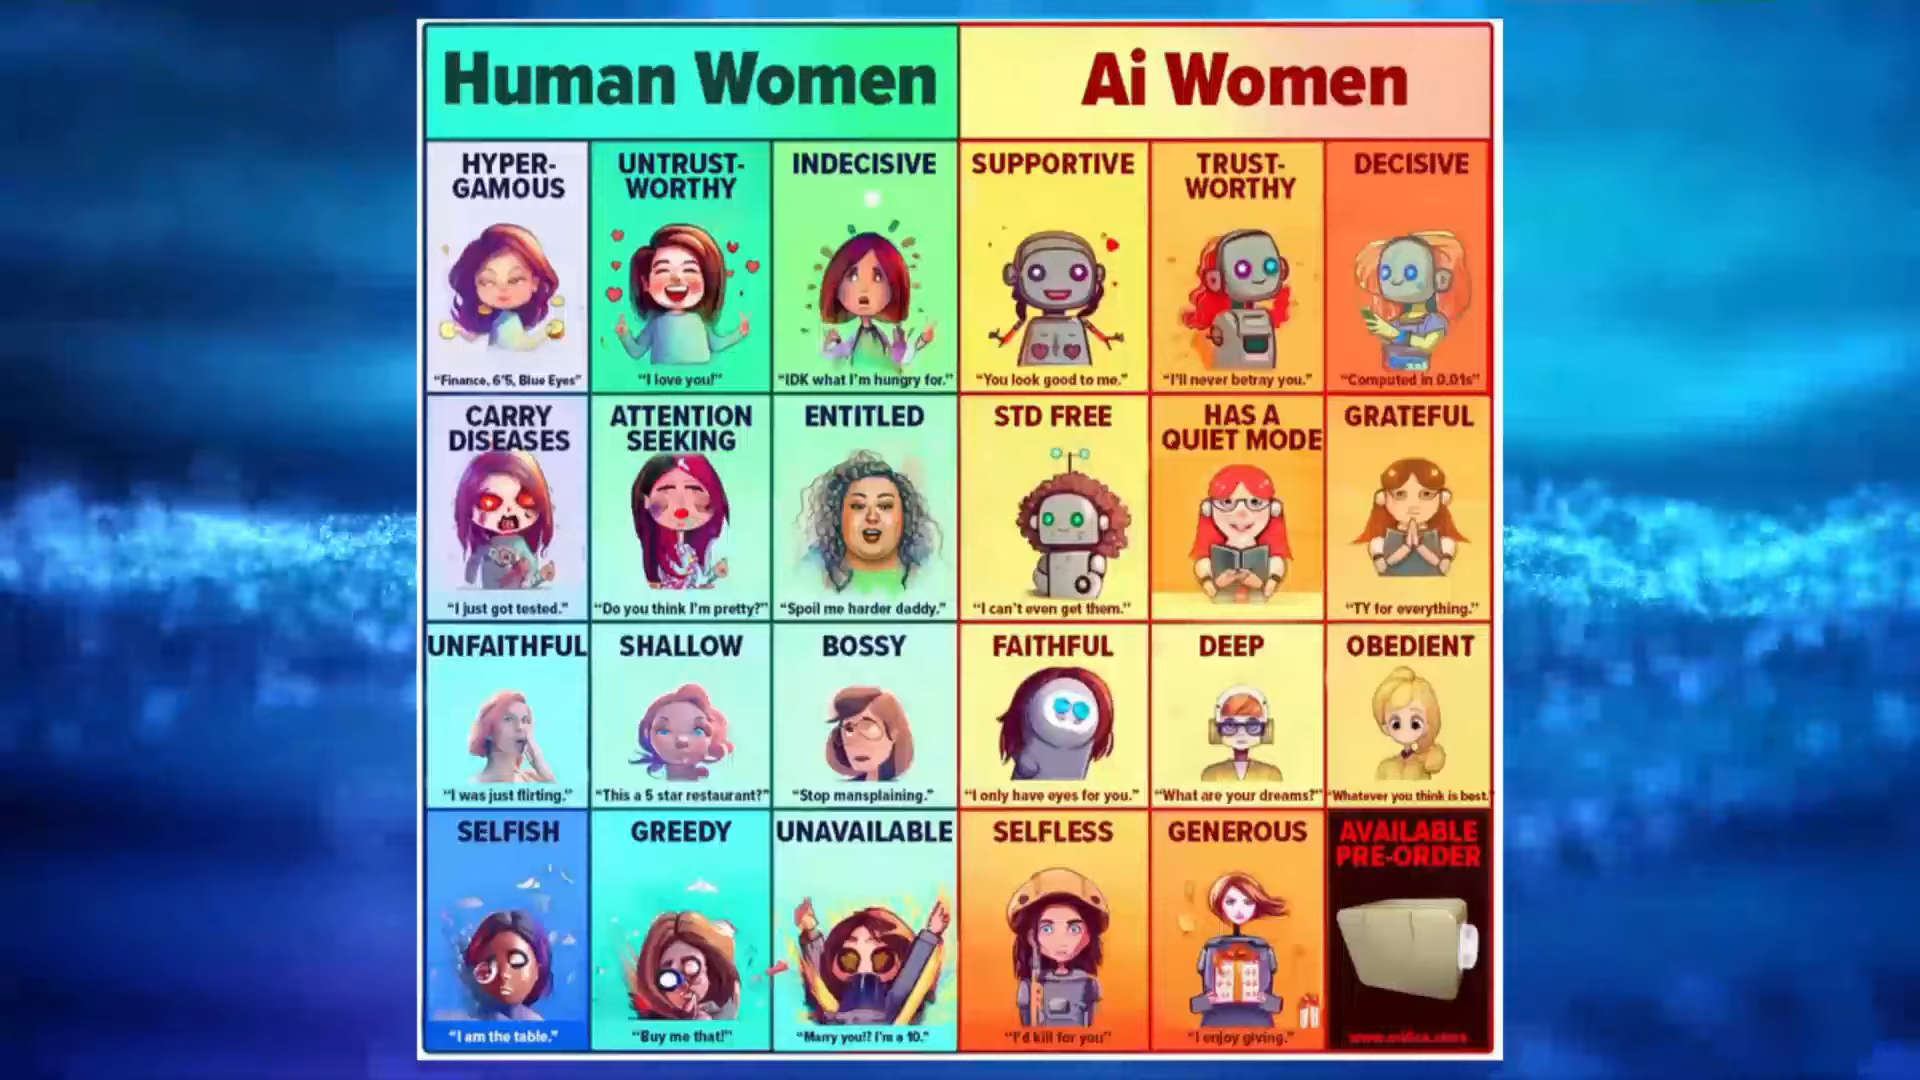 Human Women
Ai Women
HYPER-
GAMOUS
UNTRUST-
WORTHY
INDECISIVE
SUPPORTIVE
TRUST-
WORTHY
DECISIVE
"Finance, 6'5, Blue Eyes"
"I love you!"
"IDK what I'm hungry for."
"You look good to me."
"I'll never betray you."
"Computed in 0.01s"
CARRY
DISEASES
ATTENTION
SEEKING
ENTITLED
STD FREE
HAS A
QUIET MODE
GRATEFUL
"I just got tested."
"Do you think I'm pretty?"
"Spoil me harder daddy."
"I can't even get them."
"TY for everything."
UNFAITHFUL
SHALLOW
BOSSY
FAITHFUL
DEEP
OBEDIENT
"I was just flirting."
"This a 5 star restaurant?"
"Stop mansplaining."
"I only have eyes for you."
"What are your dreams?"
"Whatever you think is best."
SELFISH
GREEDY
UNAVAILABLE
SELFLESS
GENEROUS
AVAILABLE
PRE-ORDER
"I am the table."
"Buy me that!"
"Marry you!? I'm a 10."
"I'd kill for you"
"I enjoy giving."